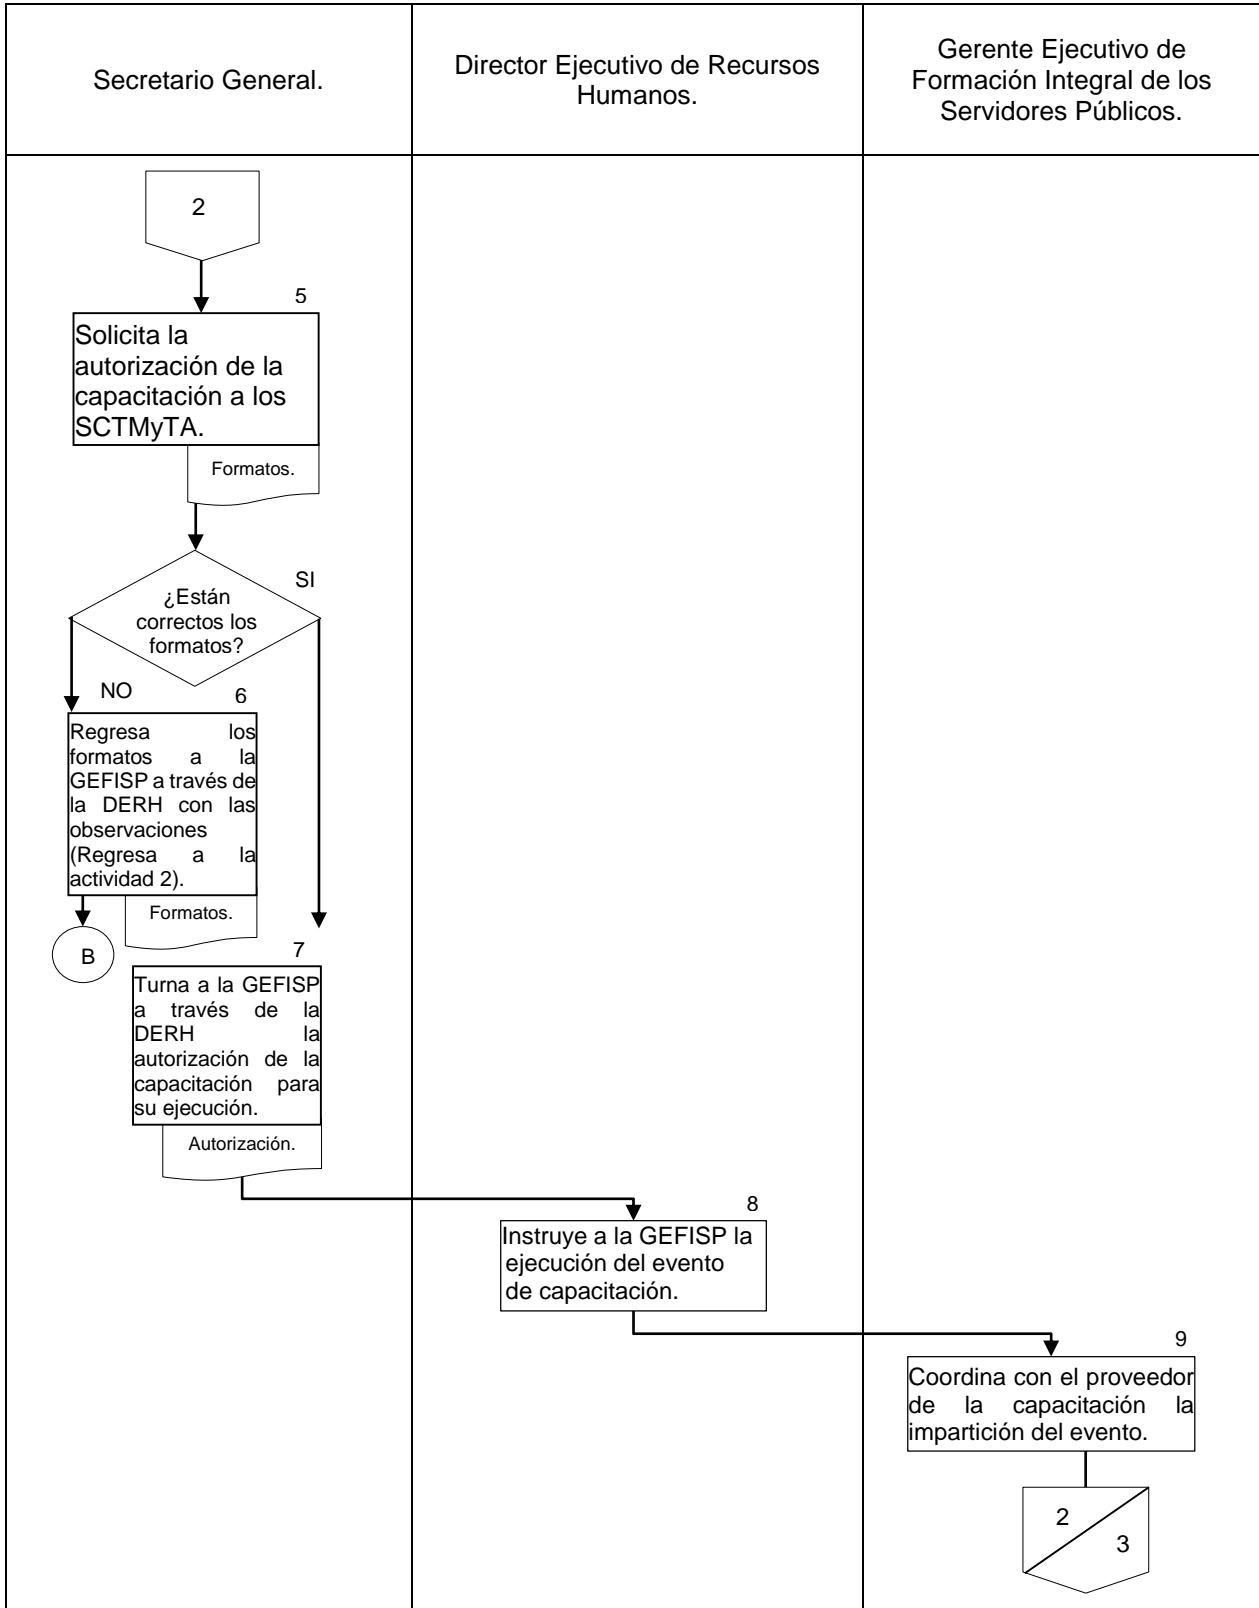 Secretario General.
Director Ejecutivo de Recursos
Humanos.
Gerente Ejecutivo de
Formación Integral de los
Servidores Públicos.
2
5
Solicita la
autorización de la
capacitación a los
SCTMyTA.
Formatos.
¿Están
correctos los
formatos?
SI
NO
6
Regresa los
formatos a la
GEFISP a través de
la DERH con las
observaciones
(Regresa a la
actividad 2).
Formatos.
B
7
Turna a la GEFISP
a través de la
DERH la
autorización de la
capacitación para
su ejecución.
Autorización.
8
Instruye a la GEFISP la
ejecución del evento
de capacitación.
9
Coordina con el proveedor
de la capacitación la
impartición del evento.
2
3